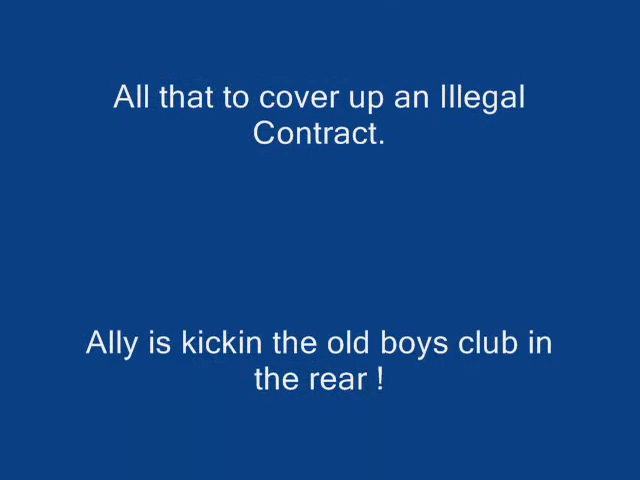 All that to cover up an Illegal
Contract.
Ally is kickin the old boys club in
the rear !